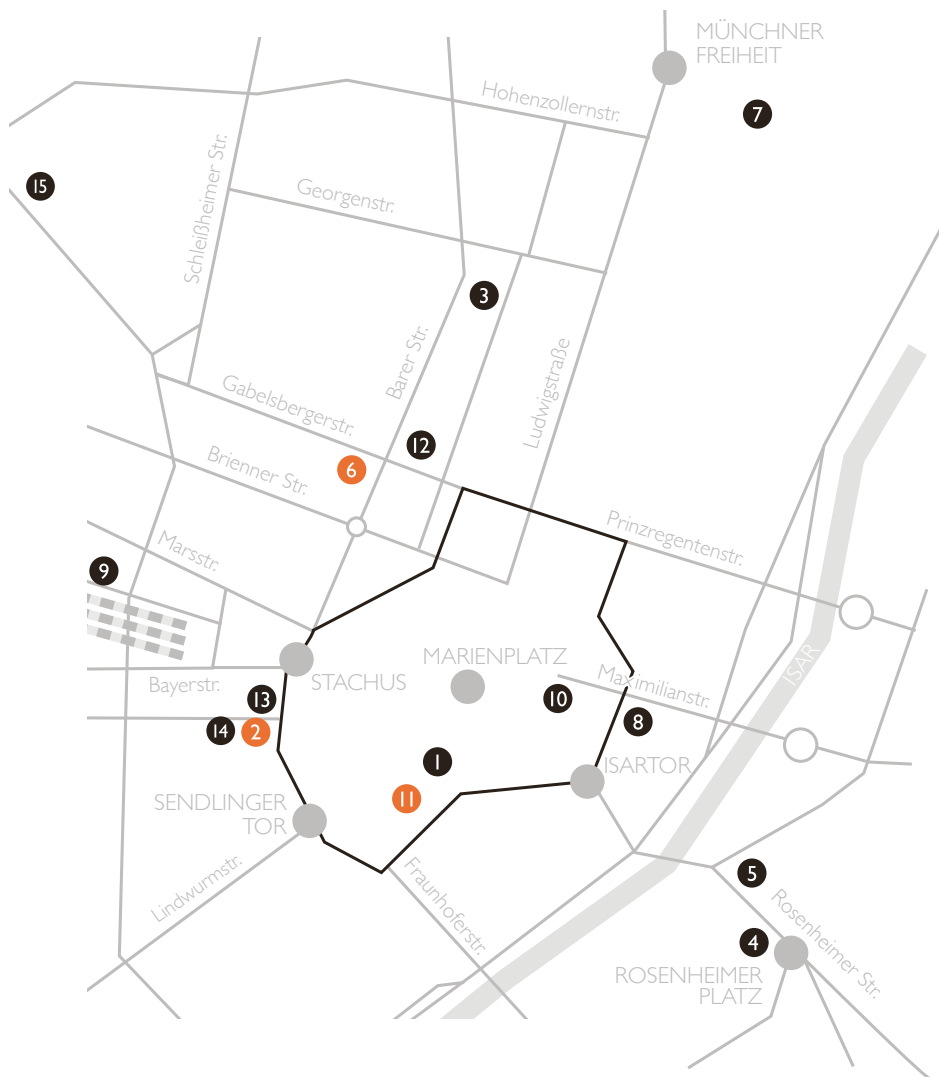 MÜNCHNER
FREIHEIT
Hohenzollernstr.
7
15
Schleißheimer Str.
Georgenstr.
3
Barer Str.
Ludwigstraße
Gabelsbergerstr.
12
6
Brienner Str.
Prinzregentenstr.
Marsstr.
9
ISAR
MARIENPLATZ
STACHUS
Bayerstr.
13
10
Maximilianstr.
14
2
8
1
ISARTOR
11
SENDLINGER
TOR
Lindwurmstr.
Fraunhoferstr.
5
Rosenheimer Str.
4
ROSENHEIMER
PLATZ